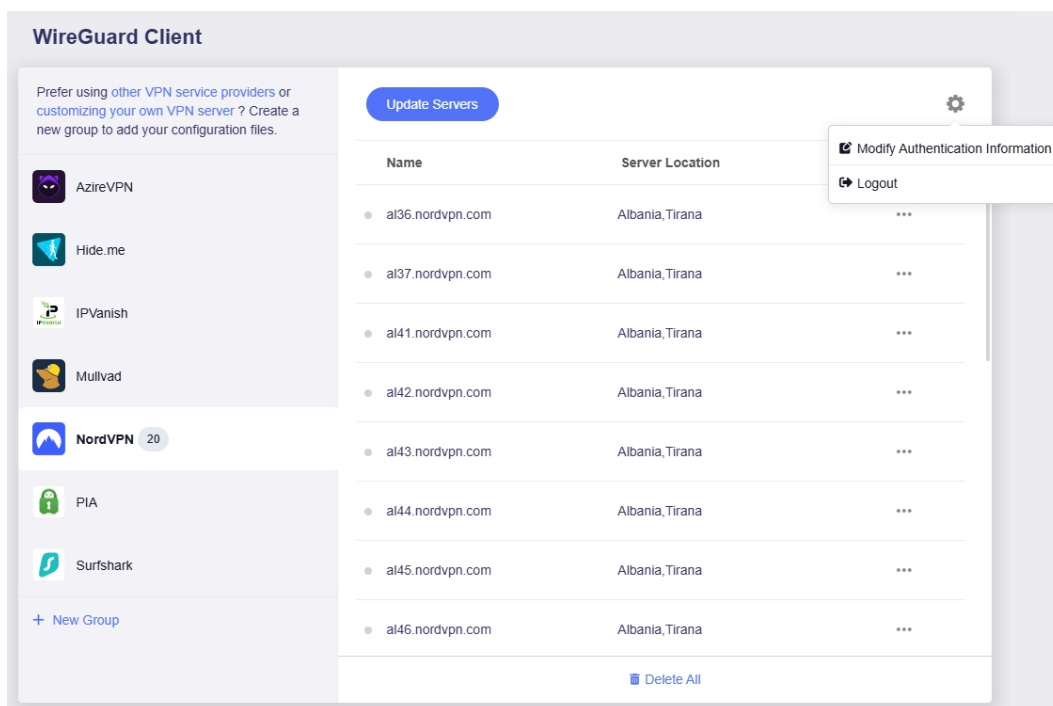 WireGuard Client
Prefer using other VPN service providers or
customizing your own VPN server ? Create a
new group to add your configuration files.
AzireVPN
Hide.me
IPVanish
Mullvad
NordVPN 20
PIA
Surfshark
+ New Group
Update Servers
Modify Authentication Information
Logout
Name Server Location
al36.nordvpn.com Albania,Tirana
al37.nordvpn.com Albania,Tirana
al41.nordvpn.com Albania,Tirana
al42.nordvpn.com Albania,Tirana
al43.nordvpn.com Albania,Tirana
al44.nordvpn.com Albania,Tirana
al45.nordvpn.com Albania,Tirana
al46.nordvpn.com Albania,Tirana
Delete All